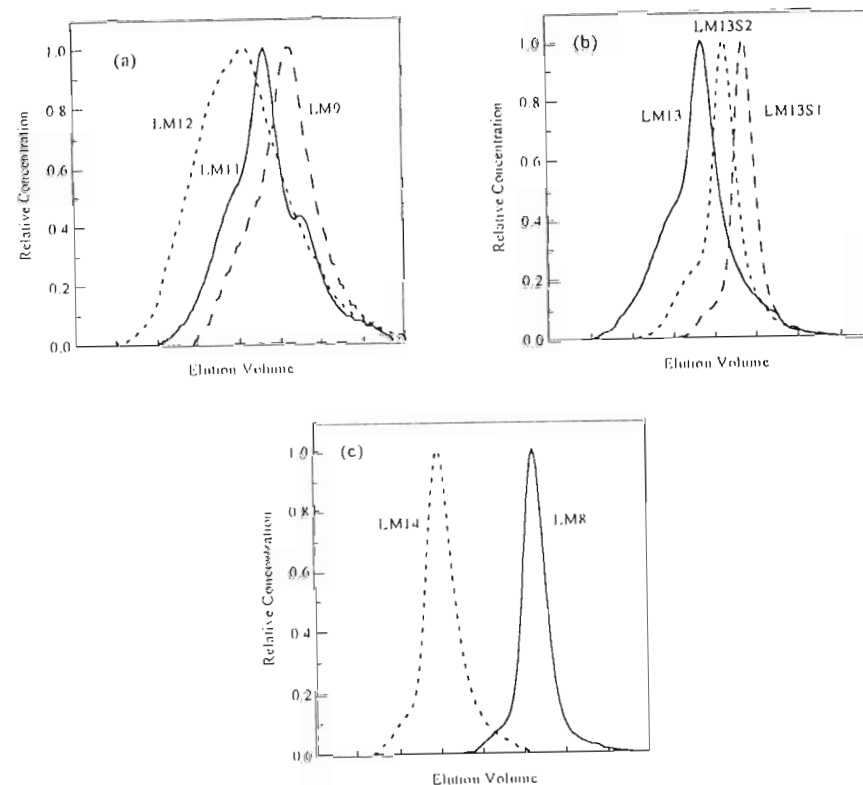 (a)
1.0
0.8
0.6
0.4
0.2
0.0
LM12
LM9
LM11
Relative Concentration
Elution Volume
(b)
1.0
0.8
0.6
0.4
0.2
0.0
LM13S2
LM13
LM13S1
Relative Concentration
Elution Volume
(c)
1.0
0.8
0.6
0.4
0.2
0.0
LM14
LM8
Relative Concentration
Elution Volume